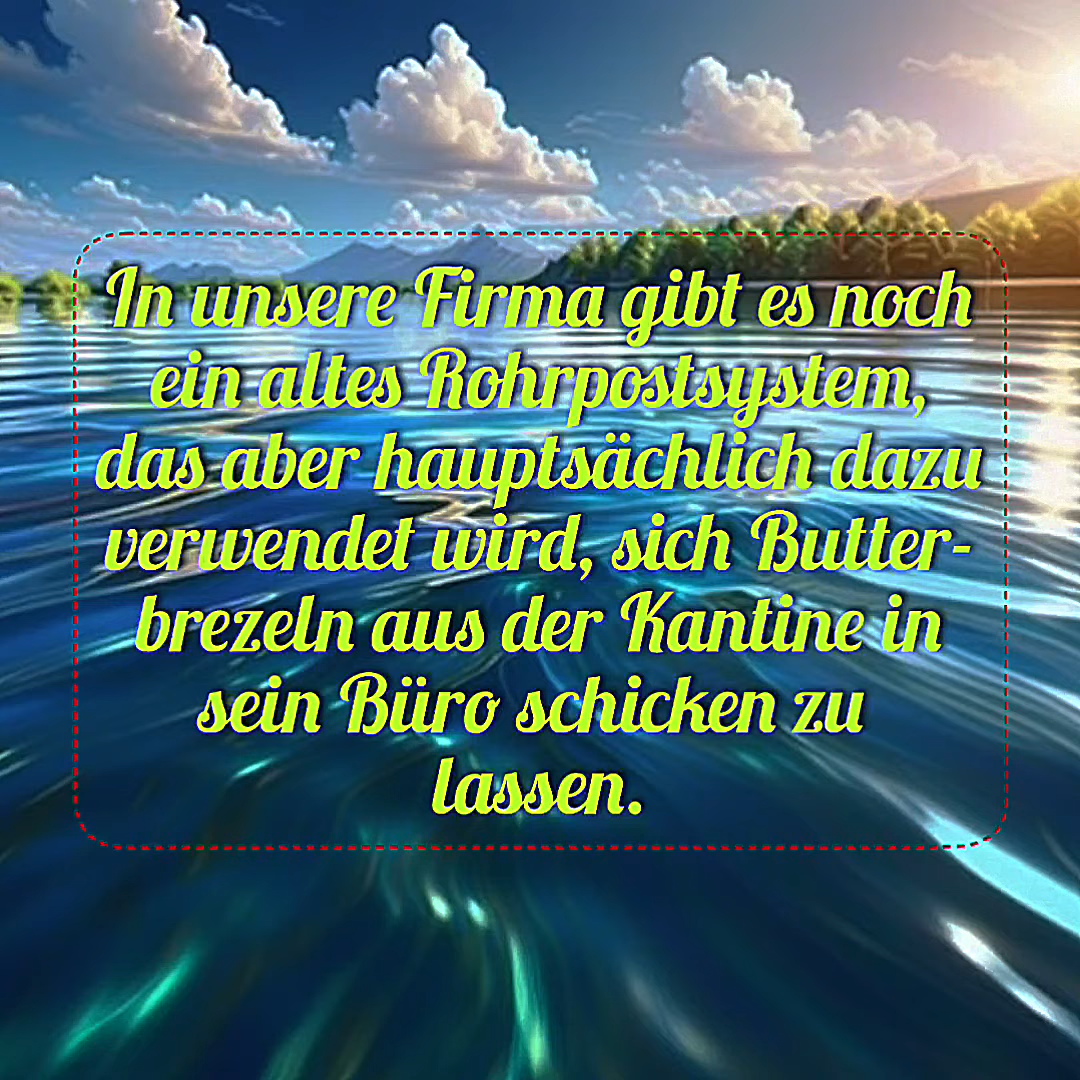 In unsere Firma gibt es noch
ein altes Rohrpostsystem,
das aber hauptsächlich dazu
verwendet wird, sich Butter-
brezeln aus der Kantine in
sein Büro schicken zu
lassen.